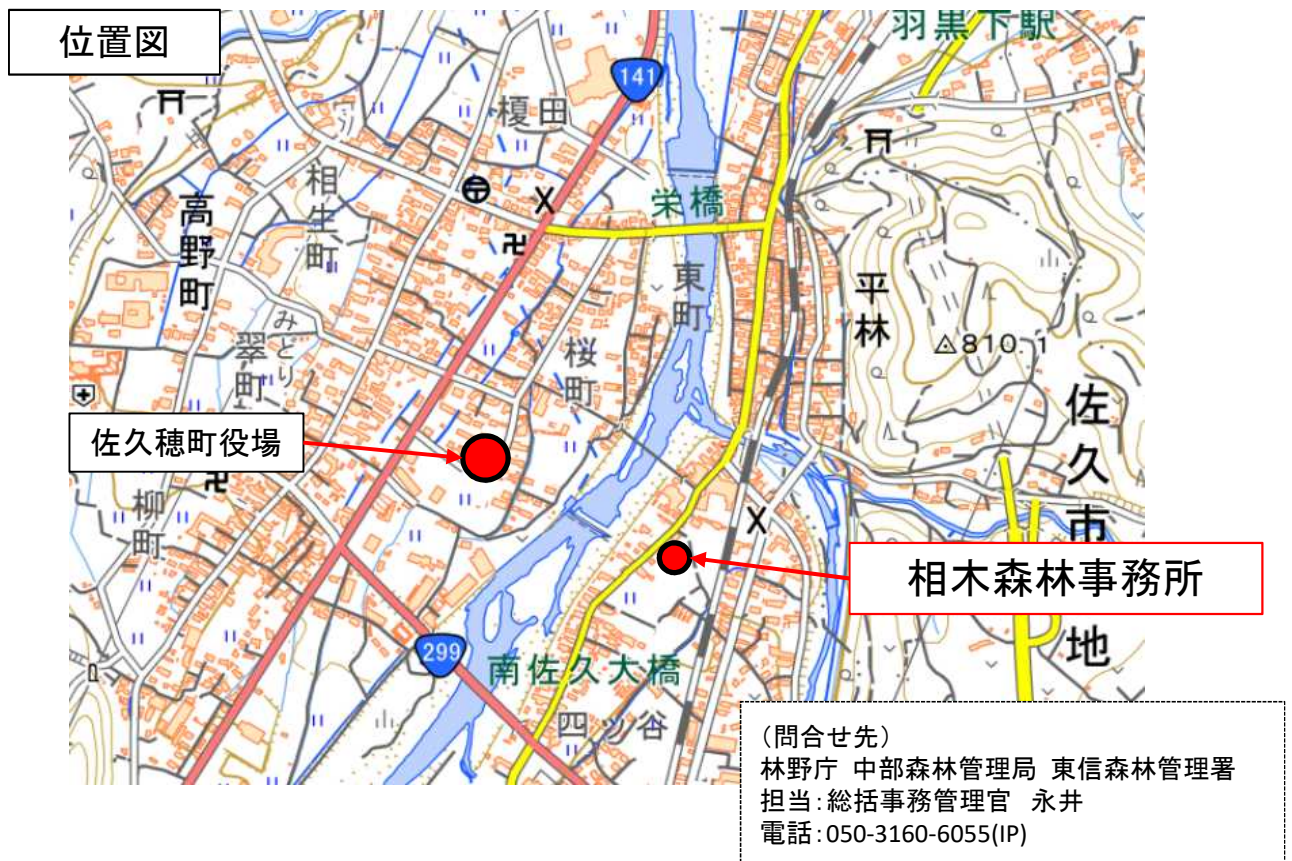 位置図
羽黒下駅
141
榎田
相生町
高野町
栄橋
東町
平林
810.1
みどり
翠町
桜町
佐久市
佐久穂町役場
柳町
相木森林事務所
地
299
南佐久大橋
四ッ谷
（問合せ先）
林野庁 中部森林管理局 東信森林管理署
担当：総括事務管理官 永井
電話：050-3160-6055(IP)